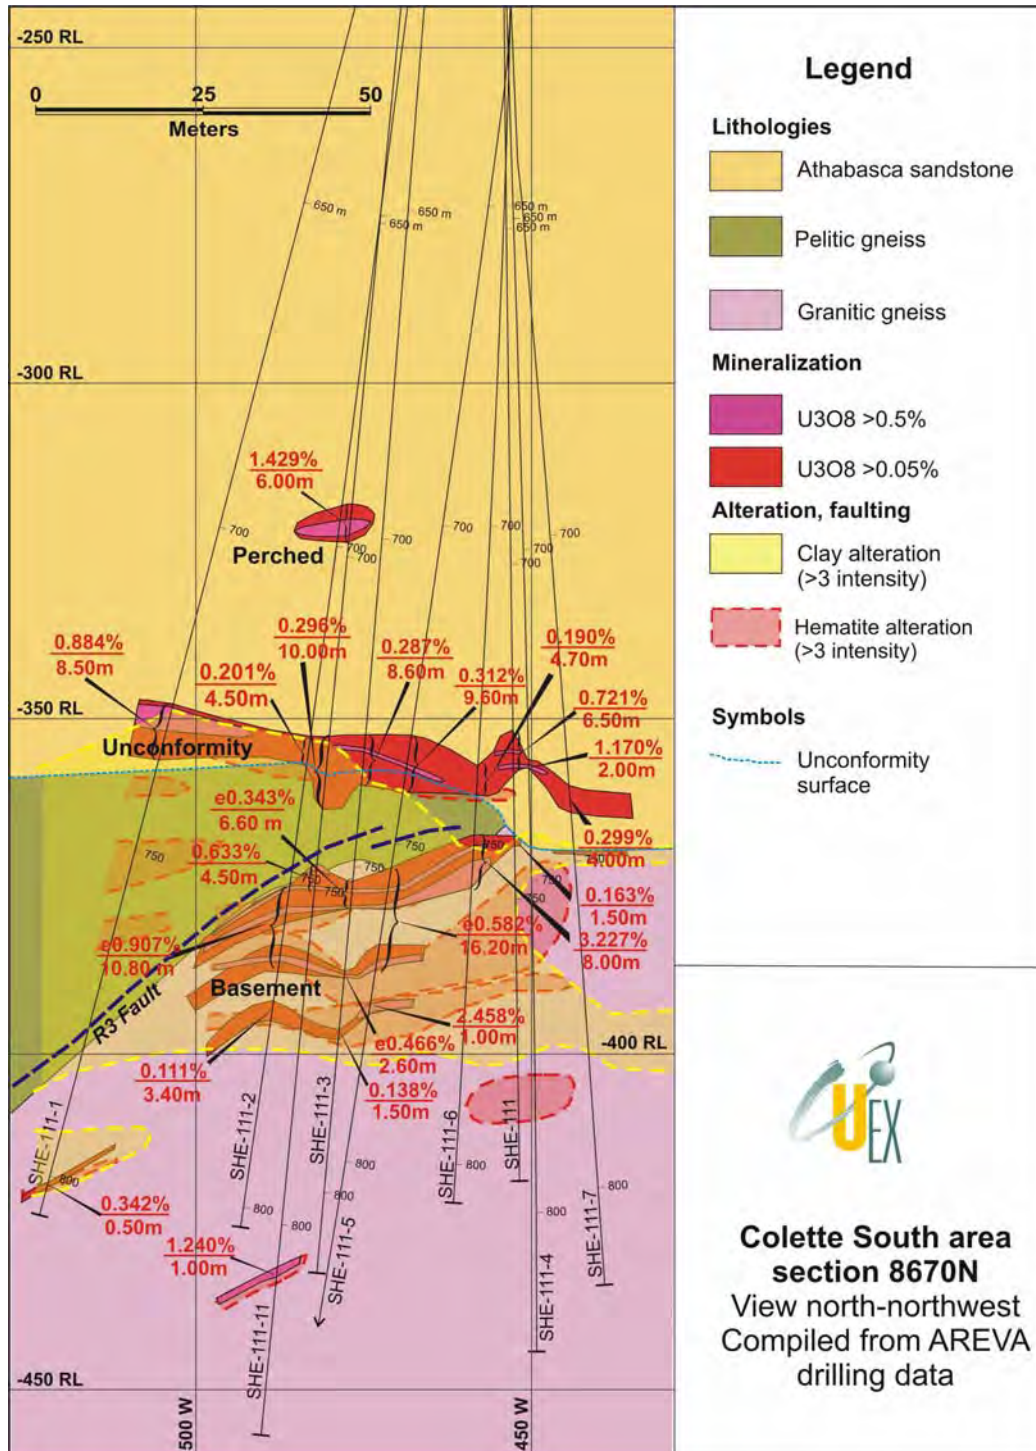 -250 RL
0 25 50
Meters
650 m
650 m
650 m
650 m
650 m
650 m
-300 RL
1.429%
6.00m
Perched
700
700
700
700
700
700
700
700
700
0.884%
8.50m
0.201%
4.50m
0.296%
10.00m
0.287%
8.60m
0.312%
9.60m
0.190%
4.70m
0.721%
6.50m
1.170%
2.00m
-350 RL
Unconformity
e0.343%
6.60 m
0.633%
4.50m
0.299%
4.00m
750
750
750
750
750
750
750
750
0.163%
1.50m
3.227%
8.00m
e0.582%
16.20m
e0.907%
10.80 m
Basement
R3 Fault
2.458%
1.00m
e0.466%
2.60m
-400 RL
0.111%
3.40m
0.138%
1.50m
SHE-111-1
SHE-111-2
SHE-111-3
SHE-111-5
SHE-111-6
SHE-111
SHE-111-7
SHE-111-4
SHE-111-11
800
800
800
800
800
800
800
800
0.342%
0.50m
1.240%
1.00m
-450 RL
500 W
450 W
Legend
Lithologies
Athabasca sandstone
Pelitic gneiss
Granitic gneiss
Mineralization
U3O8 >0.5%
U3O8 >0.05%
Alteration, faulting
Clay alteration
(>3 intensity)
Hematite alteration
(>3 intensity)
Symbols
Unconformity
surface
UEX
Colette South area
section 8670N
View north-northwest
Compiled from AREVA
drilling data